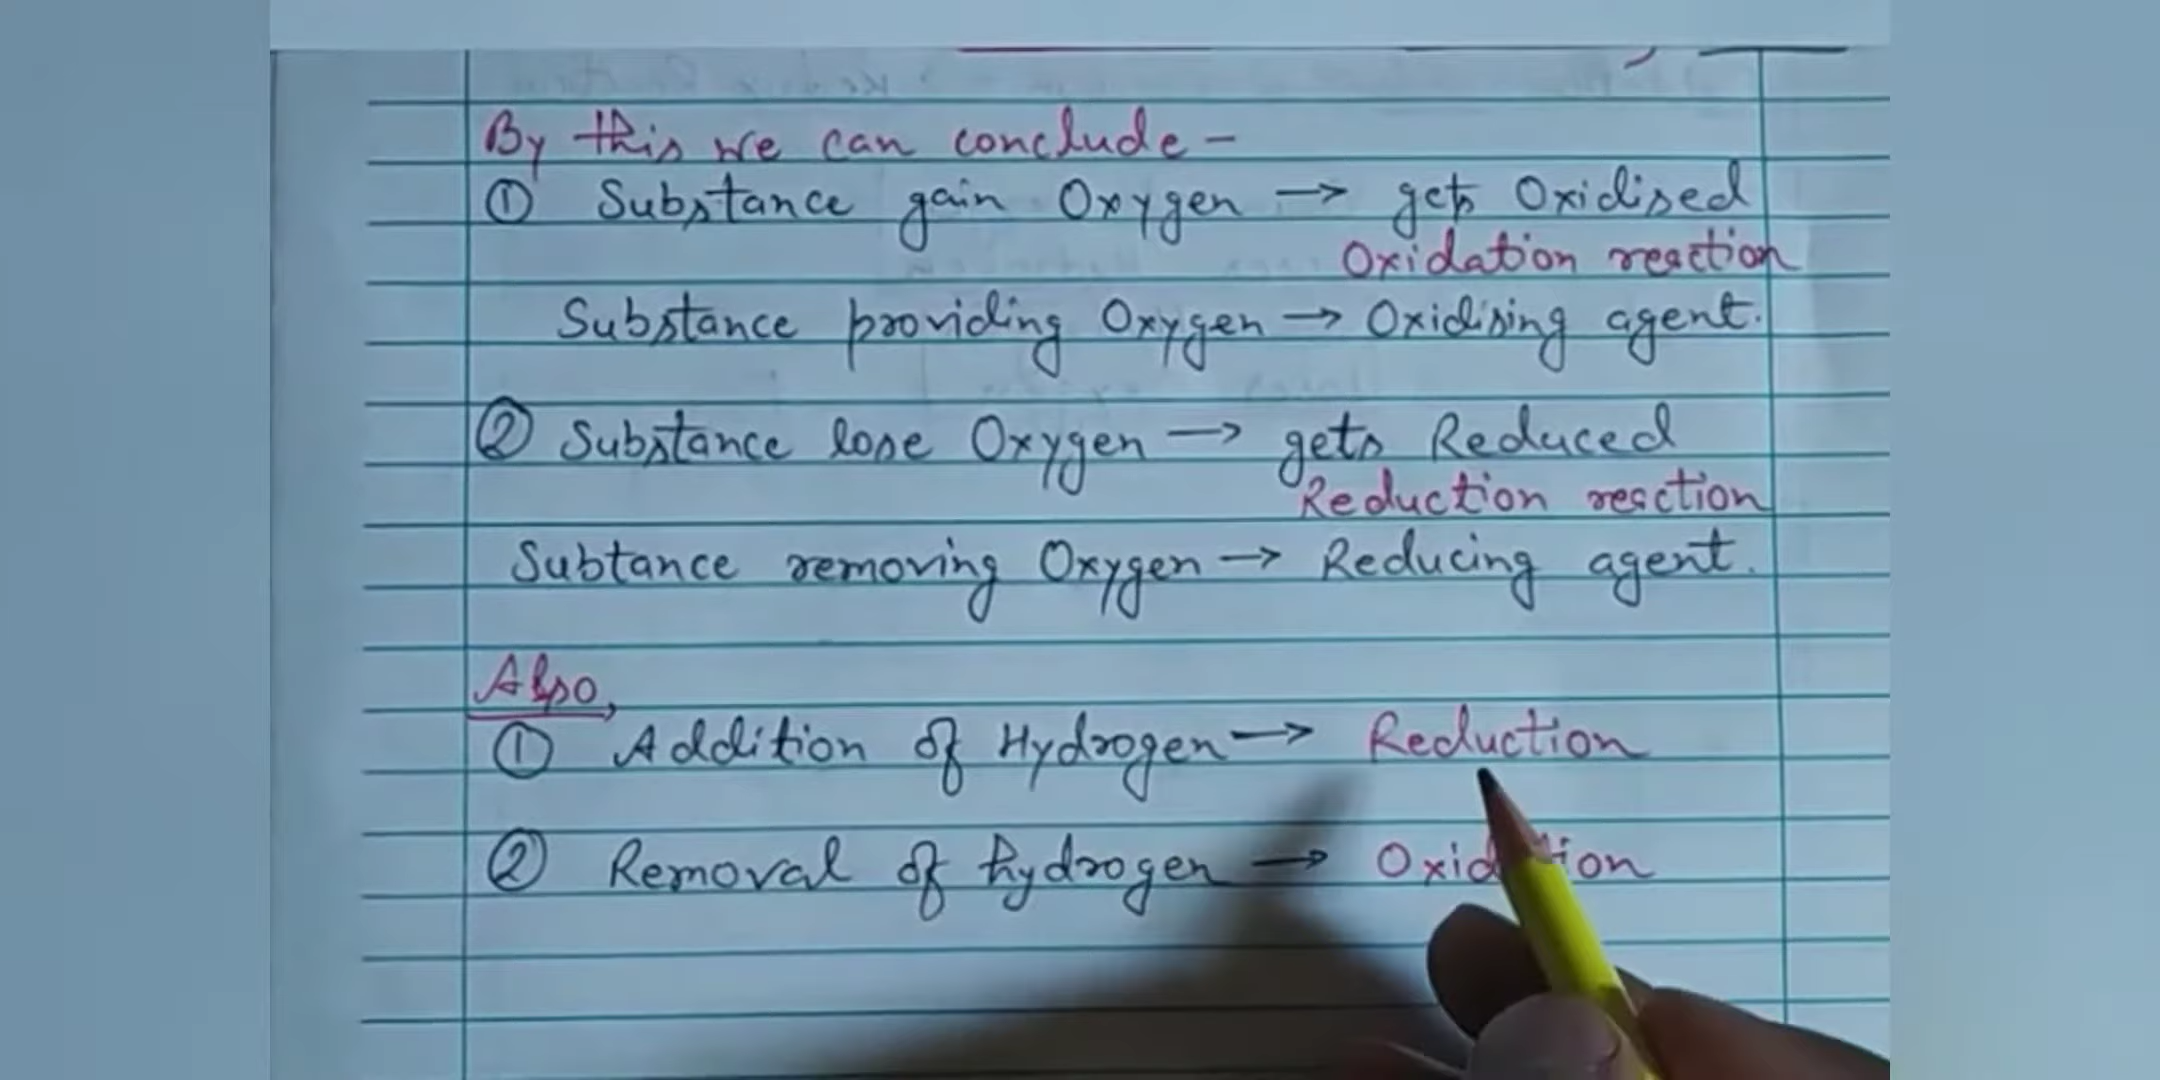 By this we can conclude -
① Substance gain Oxygen → gets Oxidised
Oxidation reaction
Substance providing Oxygen → Oxidising agent.
② Substance lose Oxygen → gets Reduced
Reduction reaction
Subtance removing Oxygen → Reducing agent.
Also,
① Addition of Hydrogen → Reduction
② Removal of hydrogen → Oxidation